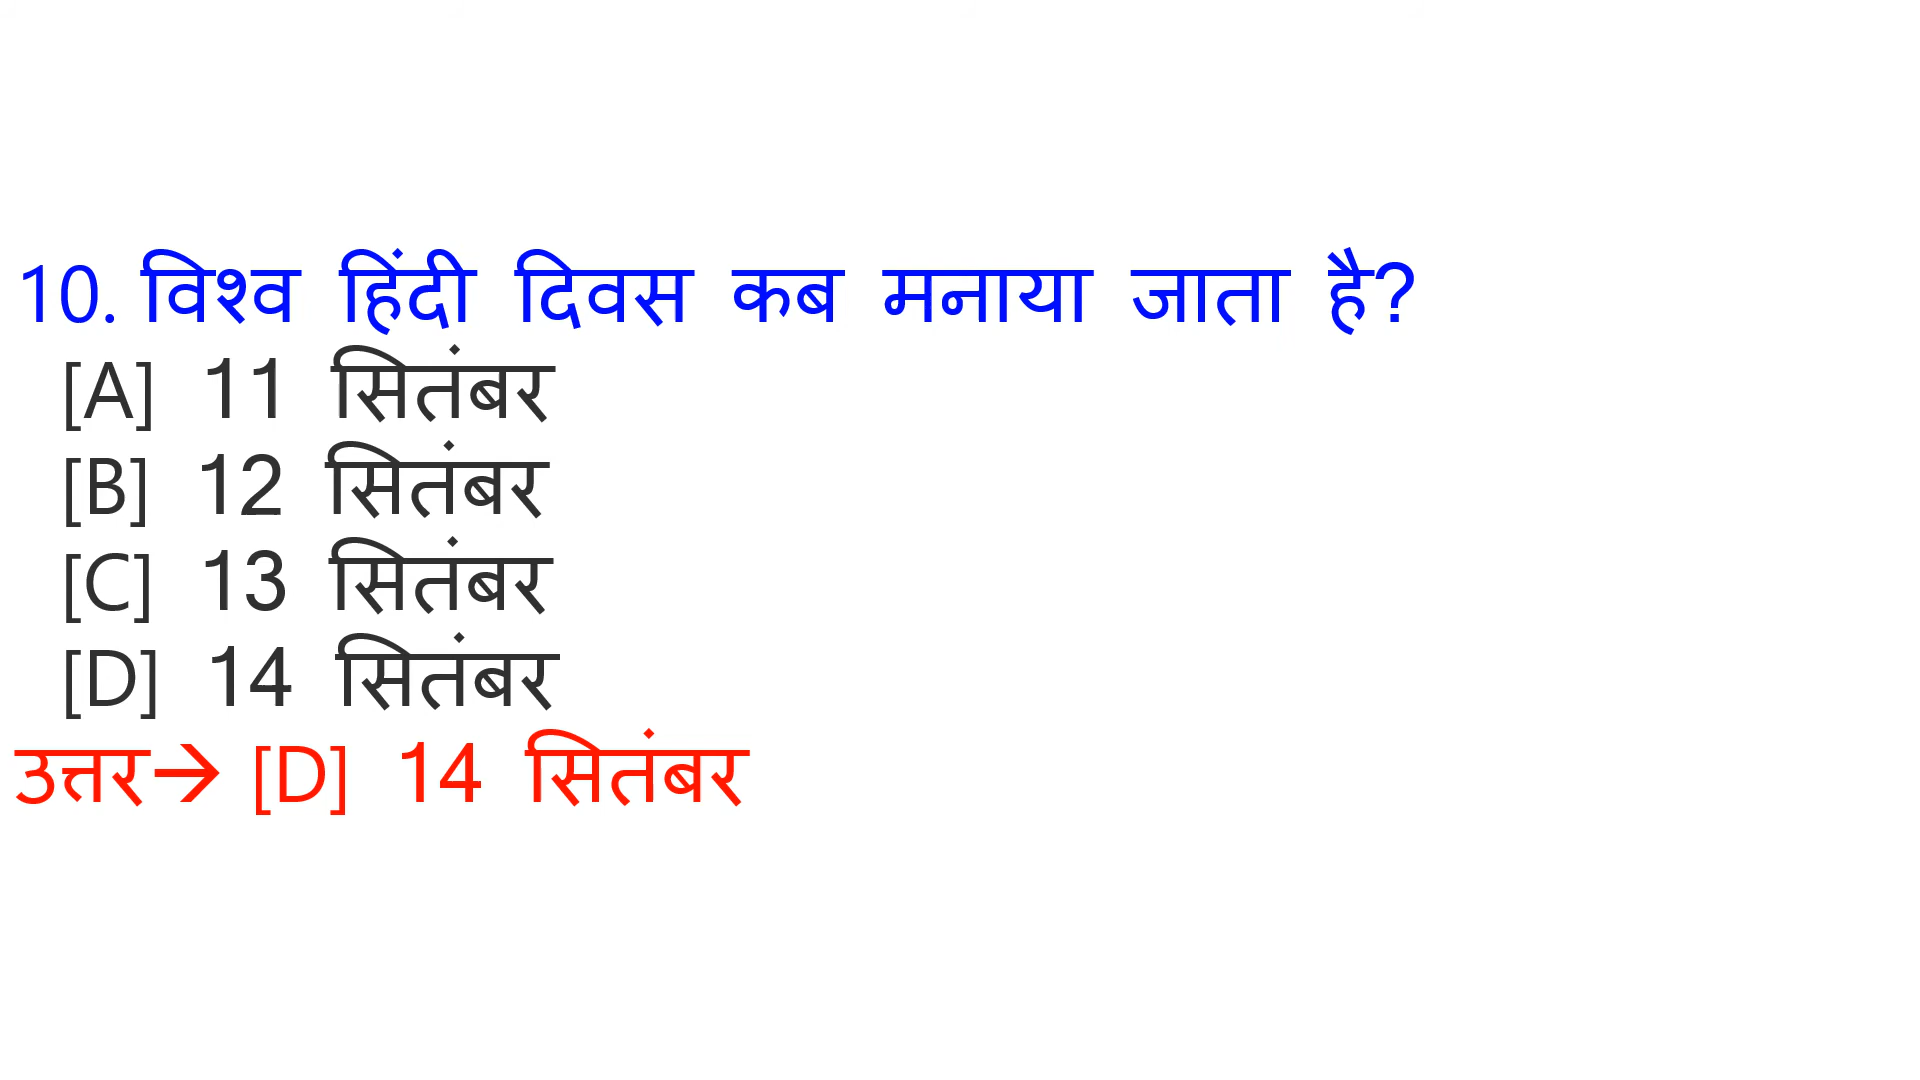 10. विश्व हिंदी दिवस कब मनाया जाता है?
[A] 11 सितंबर
[B] 12 सितंबर
[C] 13 सितंबर
[D] 14 सितंबर
उत्तर→ [D] 14 सितंबर